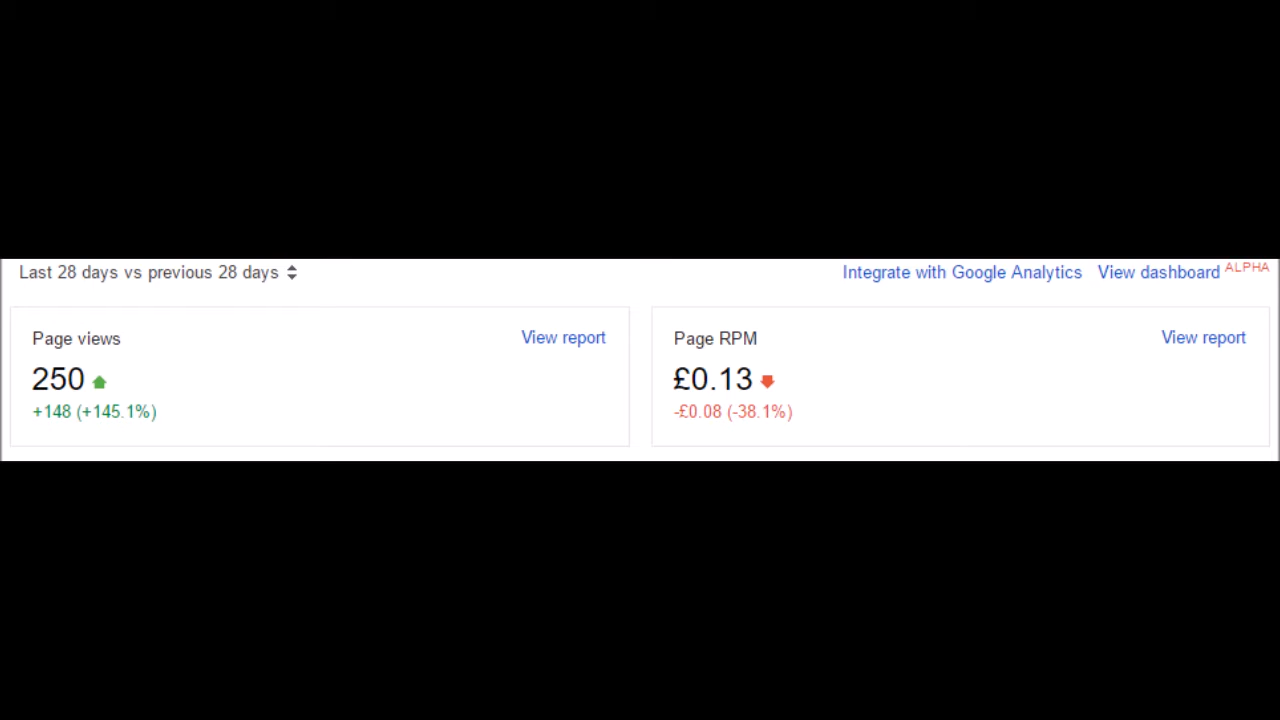 Last 28 days vs previous 28 days
Integrate with Google Analytics View dashboard ALPHA
Page views View report
250
+148 (+145.1%)
Page RPM View report
£0.13
-£0.08 (-38.1%)